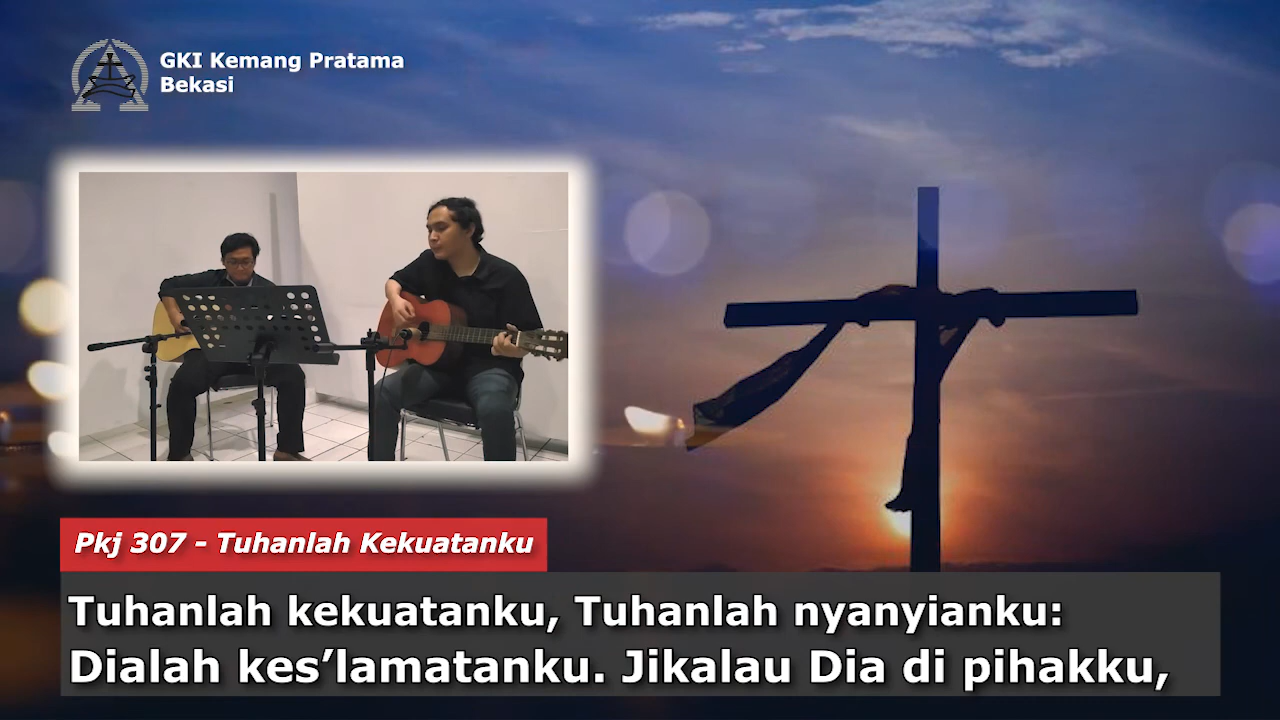 GKI Kemang Pratama
Bekasi
Pkj 307 - Tuhanlah Kekuatanku
Tuhanlah kekuatanku, Tuhanlah nyanyianku:
Dialah kes’lamatanku. Jikalau Dia di pihakku,